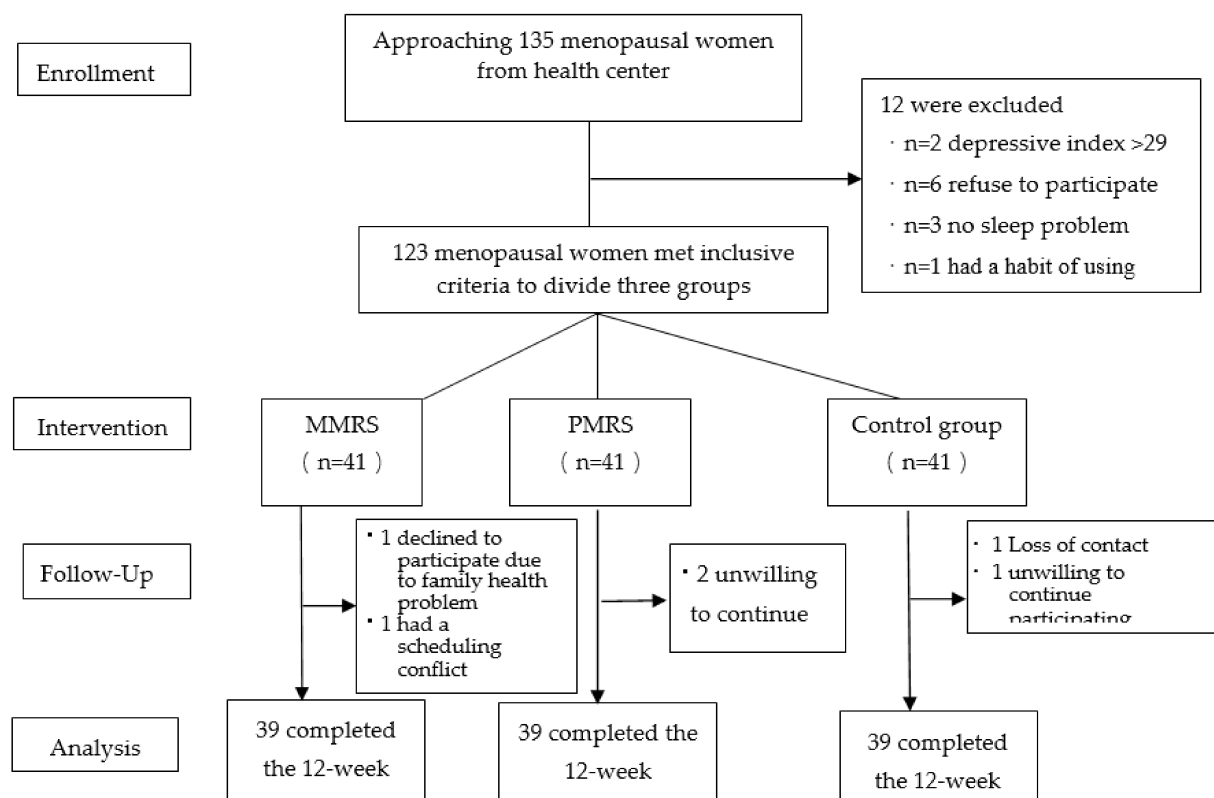 Enrollment
Approaching 135 menopausal women
from health center
12 were excluded
· n=2 depressive index >29
· n=6 refuse to participate
· n=3 no sleep problem
· n=1 had a habit of using
123 menopausal women met inclusive
criteria to divide three groups
Intervention
MMRS
( n=41 )
PMRS
( n=41 )
Control group
( n=41 )
Follow-Up
· 1 declined to
participate due
to family health
problem
· 1 had a
scheduling
conflict
· 2 unwilling
to continue
· 1 Loss of contact
· 1 unwilling to
continue
participating
Analysis
39 completed
the 12-week
39 completed the
12-week
39 completed
the 12-week